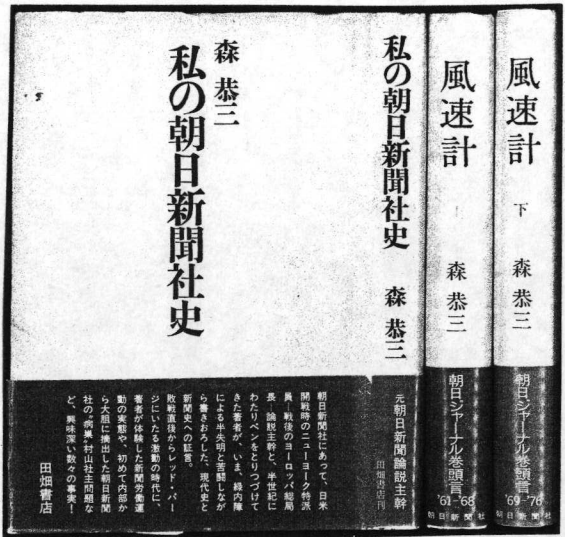 森 恭三
私の朝日新聞社史
朝日新聞社にあって、日米
開戦時のニューヨーク特派
員、戦後のヨーロッパ総局
長・論説主幹と、半世紀に
わたりペンをとりつづけて
きた著者が、いま、緑内障
による半失明と苦闘しなが
ら書きおろした、現代史と
新聞史への証言。
敗戦直後からレッド・パー
ジにいたる激動の時代に、
著者が体験した新聞労働運
動の実態や、初めて内部か
ら大胆に摘出した朝日新聞
社の“病巣”村山社主問題な
ど、興味深い数々の事実！
田畑書店
私の朝日新聞社史 森 恭三
元朝日新聞論説主幹
田畑書店刊
風速計
森 恭三
朝日ジャーナル巻頭言
'61-'68
朝日新聞社
風速計 下
森 恭三
朝日ジャーナル巻頭言
'69-'76
朝日新聞社